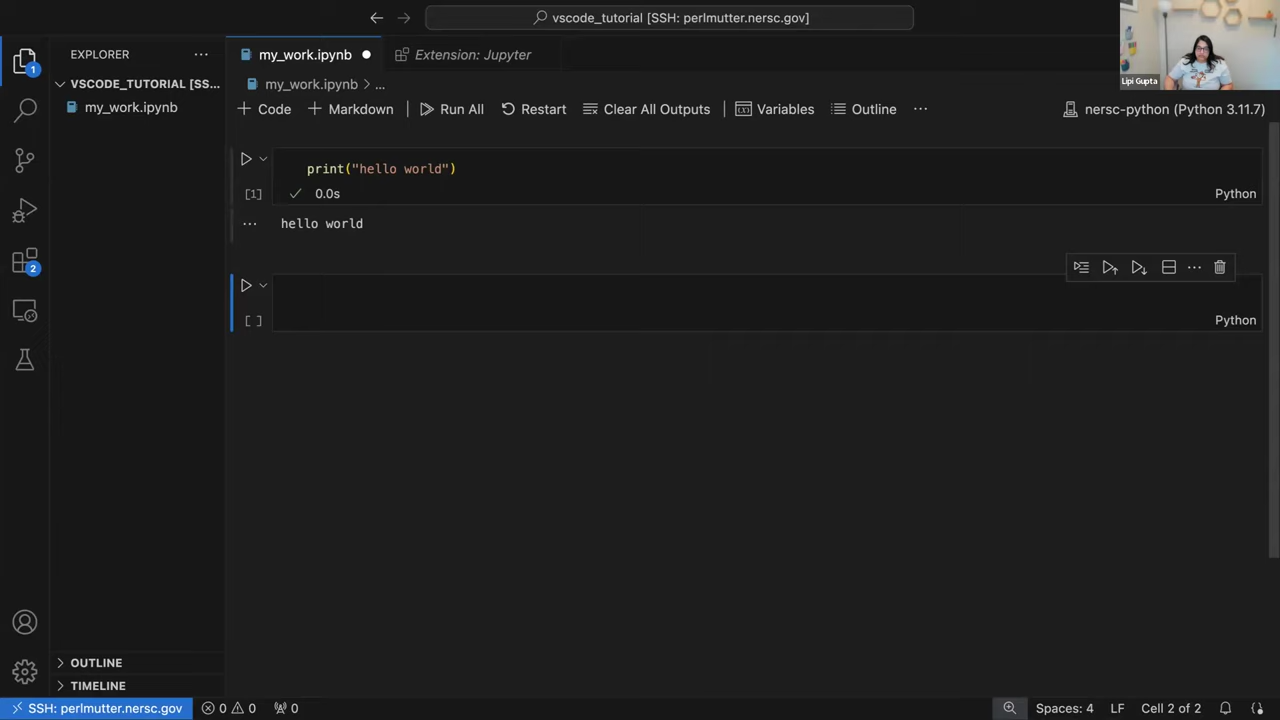 vscode_tutorial [SSH: perlmutter.nersc.gov]
Lipi Gupta
EXPLORER
VSCODE_TUTORIAL [SS...
my_work.ipynb
1
2
my_work.ipynb
Extension: Jupyter
my_work.ipynb > ...
+ Code + Markdown Run All Restart Clear All Outputs Variables Outline ... nersc-python (Python 3.11.7)
print("hello world")
[1] 0.0s Python
... hello world
[ ] Python
OUTLINE
TIMELINE
SSH: perlmutter.nersc.gov 0 0 0 Spaces: 4 LF Cell 2 of 2